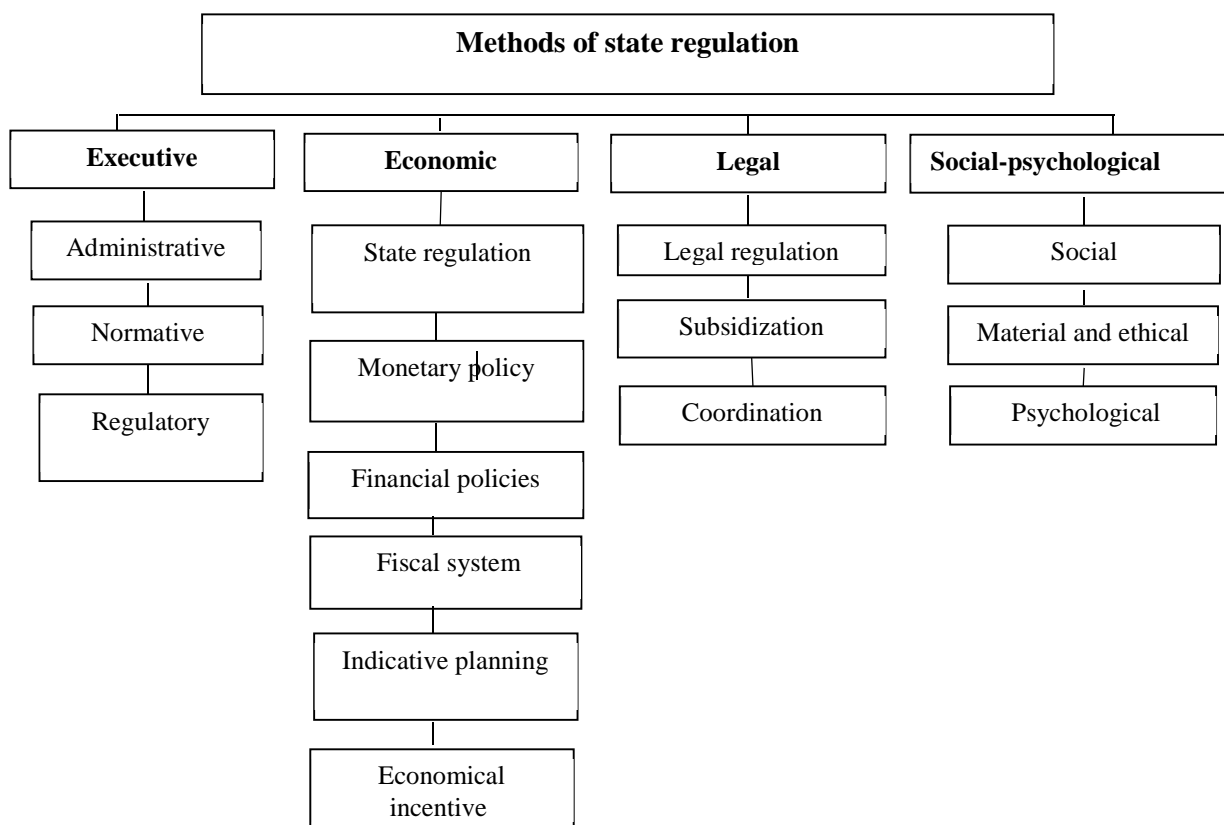 Methods of state regulation
Executive
Economic
Legal
Social-psychological
Administrative
Normative
Regulatory
State regulation
Monetary policy
Financial policies
Fiscal system
Indicative planning
Economical
incentive
Legal regulation
Subsidization
Coordination
Social
Material and ethical
Psychological